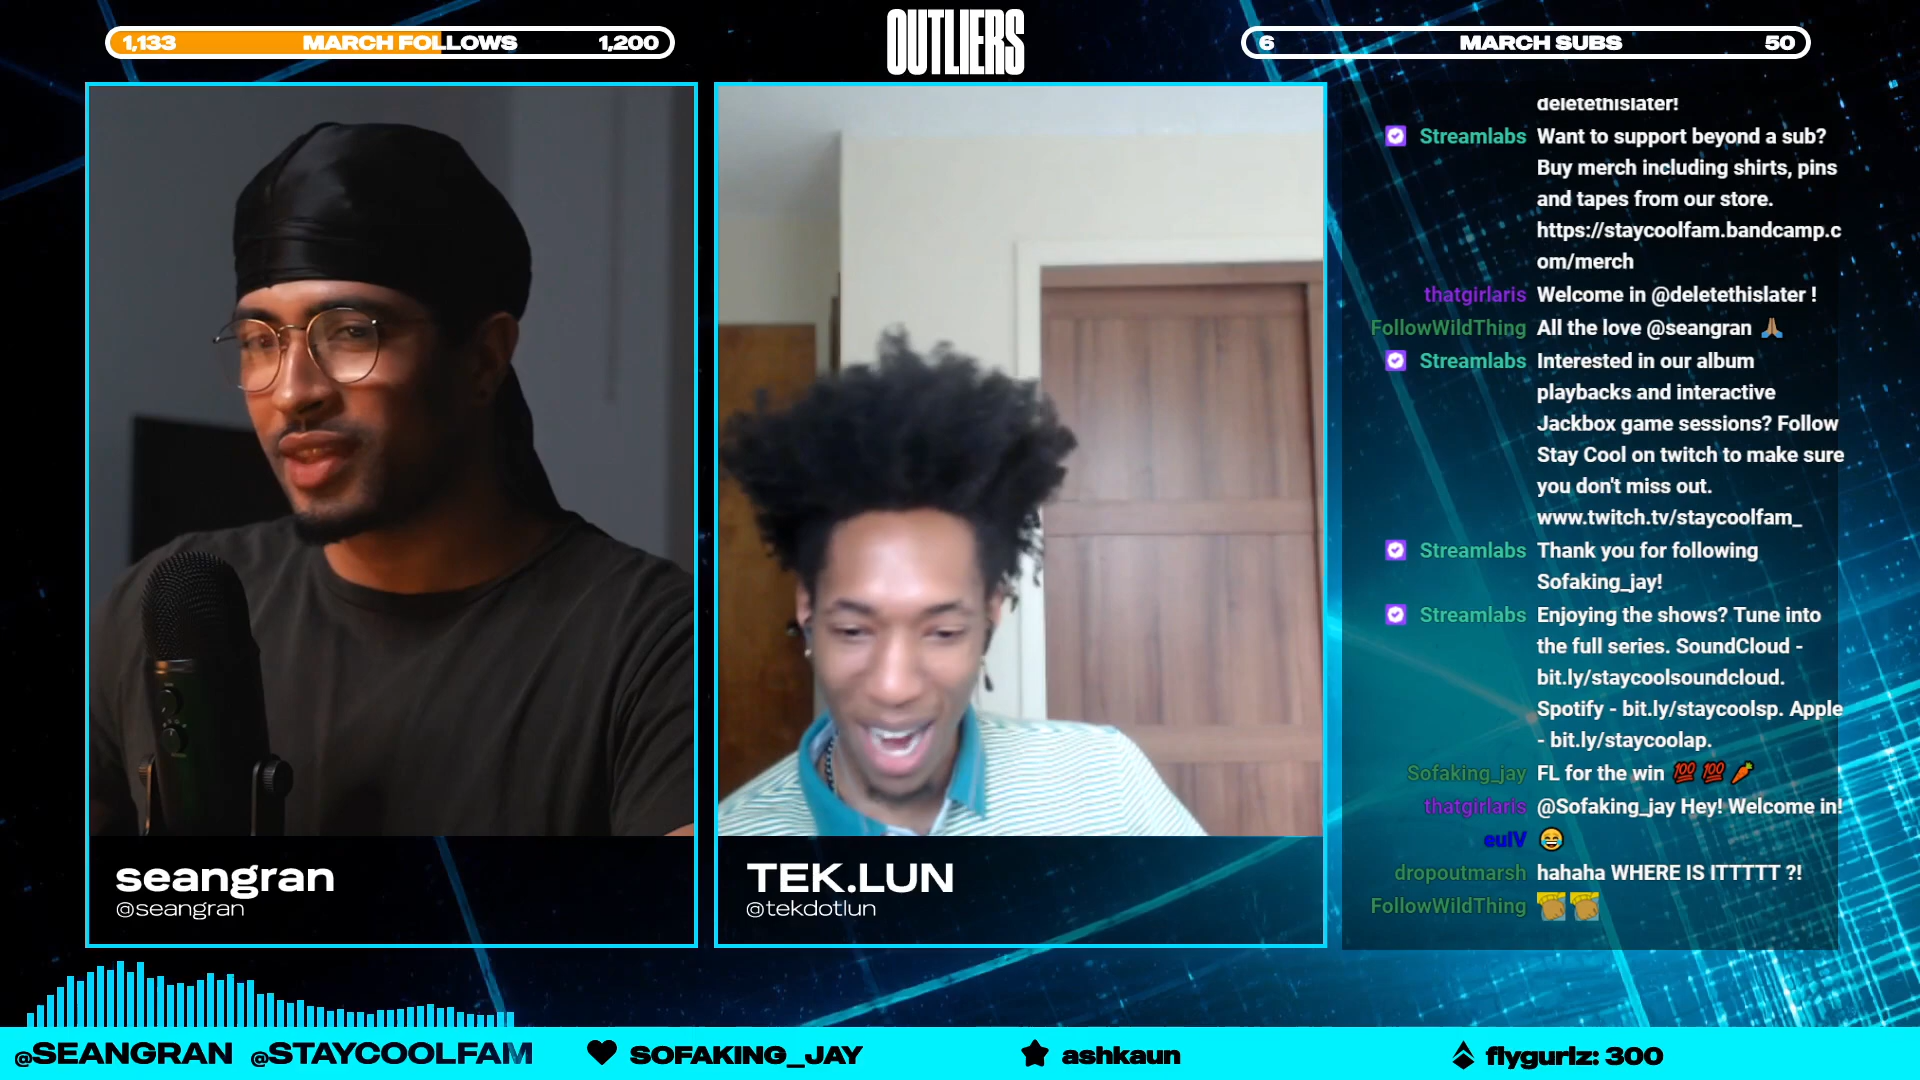 1,133 MARCH FOLLOWS 1,200
OUTLIERS
6 MARCH SUBS 50
deletethislater!
Streamlabs Want to support beyond a sub?
Buy merch including shirts, pins
and tapes from our store.
https://staycoolfam.bandcamp.c
om/merch
thatgirlaris Welcome in @deletethislater !
FollowWildThing All the love @seangran 🙏🏽
Streamlabs Interested in our album
playbacks and interactive
Jackbox game sessions? Follow
Stay Cool on twitch to make sure
you don't miss out.
www.twitch.tv/staycoolfam_
Streamlabs Thank you for following
Sofaking_jay!
Streamlabs Enjoying the shows? Tune into
the full series. SoundCloud -
bit.ly/staycoolsoundcloud.
Spotify - bit.ly/staycoolsp. Apple
- bit.ly/staycoolap.
Sofaking_jay FL for the win 💯 💯 🥕
thatgirlaris @Sofaking_jay Hey! Welcome in!
😂
dropoutmarsh hahaha WHERE IS ITTTTT ?!
FollowWildThing
seangran
@seangran
TEK.LUN
@tekdotlun
@SEANGRAN @STAYCOOLFAM SOFAKING_JAY ashkaun flygurlz: 300